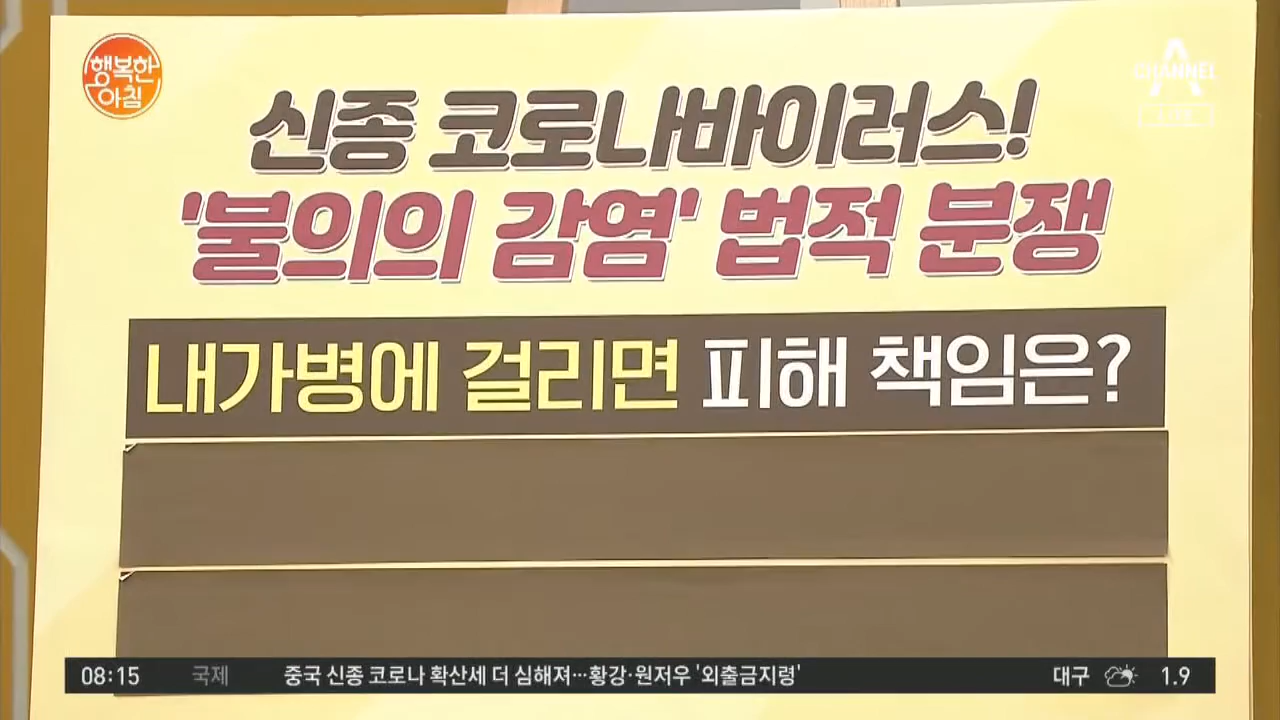 행복한
아침
CHANNEL
신종 코로나바이러스!
'불의의 감염' 법적 분쟁
내가병에 걸리면 피해 책임은?
08:15 국제 중국 신종 코로나 확산세 더 심해져…황강·원저우 '외출금지령' 대구 1.9